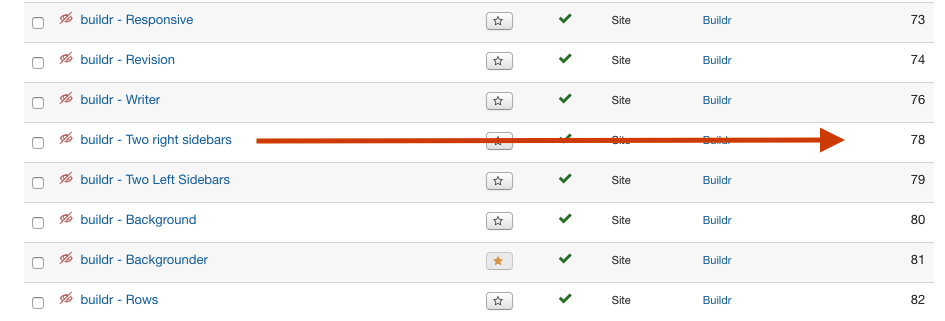 buildr - Responsive Site Buildr 73
buildr - Revision Site Buildr 74
buildr - Writer Site Buildr 76
buildr - Two right sidebars Site Buildr 78
buildr - Two Left Sidebars Site Buildr 79
buildr - Background Site Buildr 80
buildr - Backgrounder Site Buildr 81
buildr - Rows Site Buildr 82